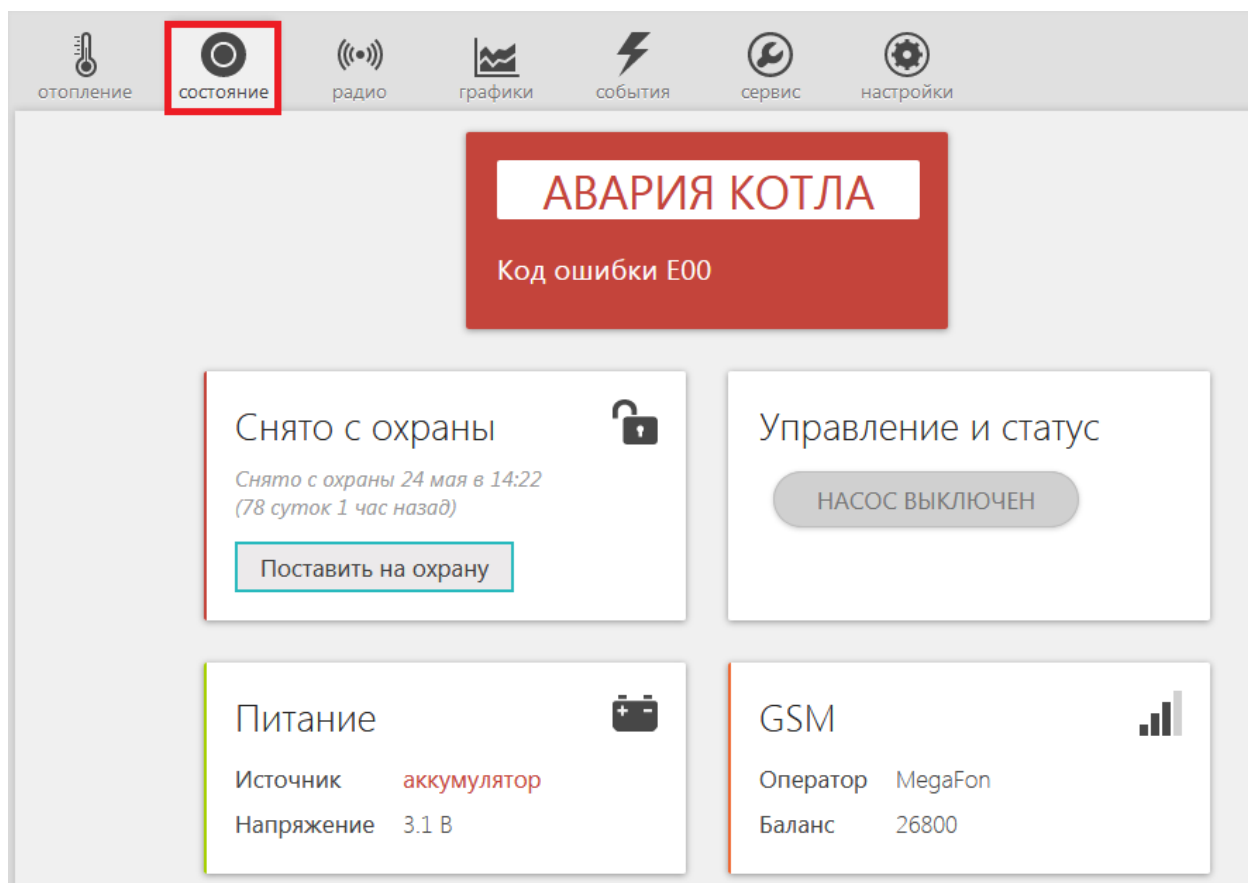 отопление
состояние
радио
графики
события
сервис
настройки
АВАРИЯ КОТЛА
Код ошибки E00
Снято с охраны
Снято с охраны 24 мая в 14:22
(78 суток 1 час назад)
Поставить на охрану
Управление и статус
НАСОС ВЫКЛЮЧЕН
Питание
Источник аккумулятор
Напряжение 3.1 В
GSM
Оператор MegaFon
Баланс 26800